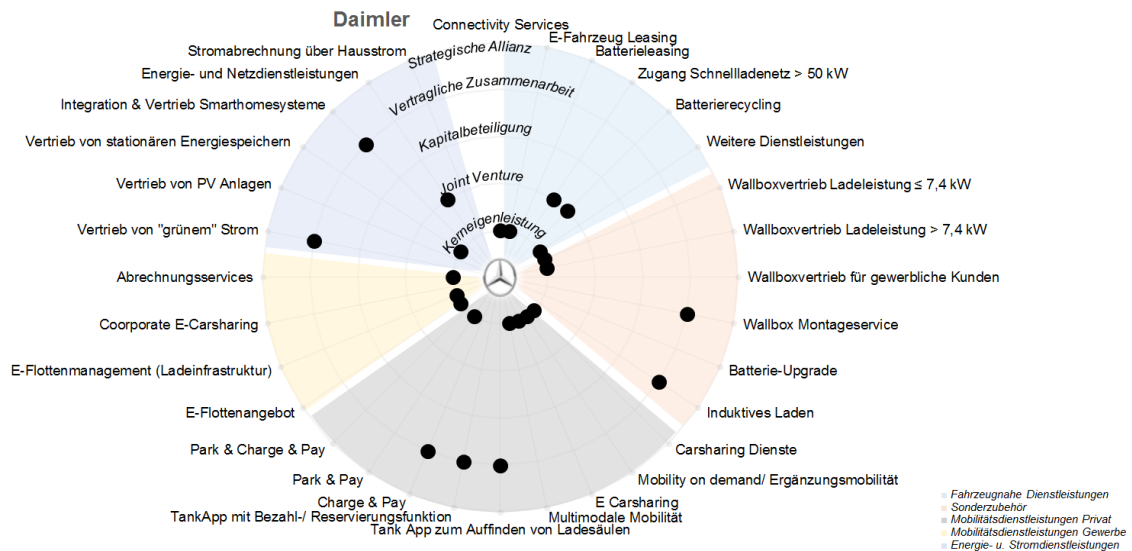 Daimler
Connectivity Services
E-Fahrzeug Leasing
Batterieleasing
Zugang Schnellladenetz > 50 kW
Batterierecycling
Weitere Dienstleistungen
Wallboxvertrieb Ladeleistung ≤ 7,4 kW
Wallboxvertrieb Ladeleistung > 7,4 kW
Wallboxvertrieb für gewerbliche Kunden
Wallbox Montageservice
Batterie-Upgrade
Induktives Laden
Carsharing Dienste
Mobility on demand/ Ergänzungsmobilität
E Carsharing
Multimodale Mobilität
Tank App zum Auffinden von Ladesäulen
TankApp mit Bezahl-/ Reservierungsfunktion
Charge & Pay
Park & Pay
Park & Charge & Pay
E-Flottenangebot
E-Flottenmanagement (Ladeinfrastruktur)
Coorporate E-Carsharing
Abrechnungsservices
Vertrieb von "grünem" Strom
Vertrieb von PV Anlagen
Vertrieb von stationären Energiespeichern
Integration & Vertrieb Smarthomesysteme
Energie- und Netzdienstleistungen
Stromabrechnung über Hausstrom
Strategische Allianz
Vertragliche Zusammenarbeit
Kapitalbeteiligung
Joint Venture
Kerneigenleistung
Fahrzeugnahe Dienstleistungen
Sonderzubehör
Mobilitätsdienstleistungen Privat
Mobilitätsdienstleistungen Gewerbe
Energie- u. Stromdienstleistungen